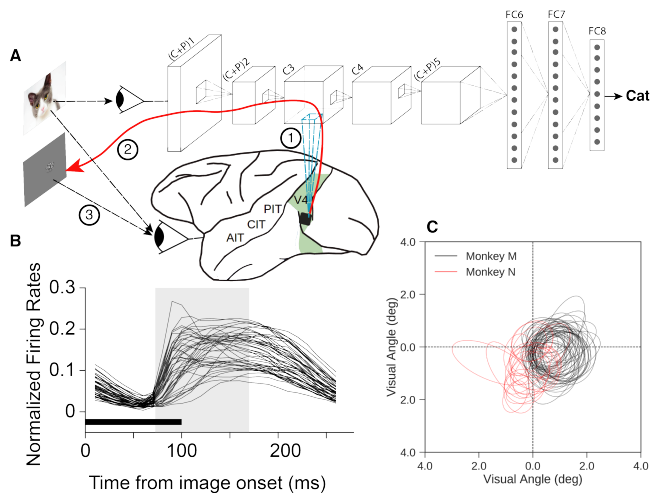 A
(C+P)1
(C+P)2
C3
C4
(C+P)5
FC6
FC7
FC8
Cat
1
2
3
V4
PIT
CIT
AIT
B
Normalized Firing Rates
0.3
0.2
0.1
0
0
100
200
Time from image onset (ms)
C
Monkey M
Monkey N
Visual Angle (deg)
4.0
2.0
0.0
2.0
4.0
4.0
2.0
0.0
2.0
4.0
Visual Angle (deg)